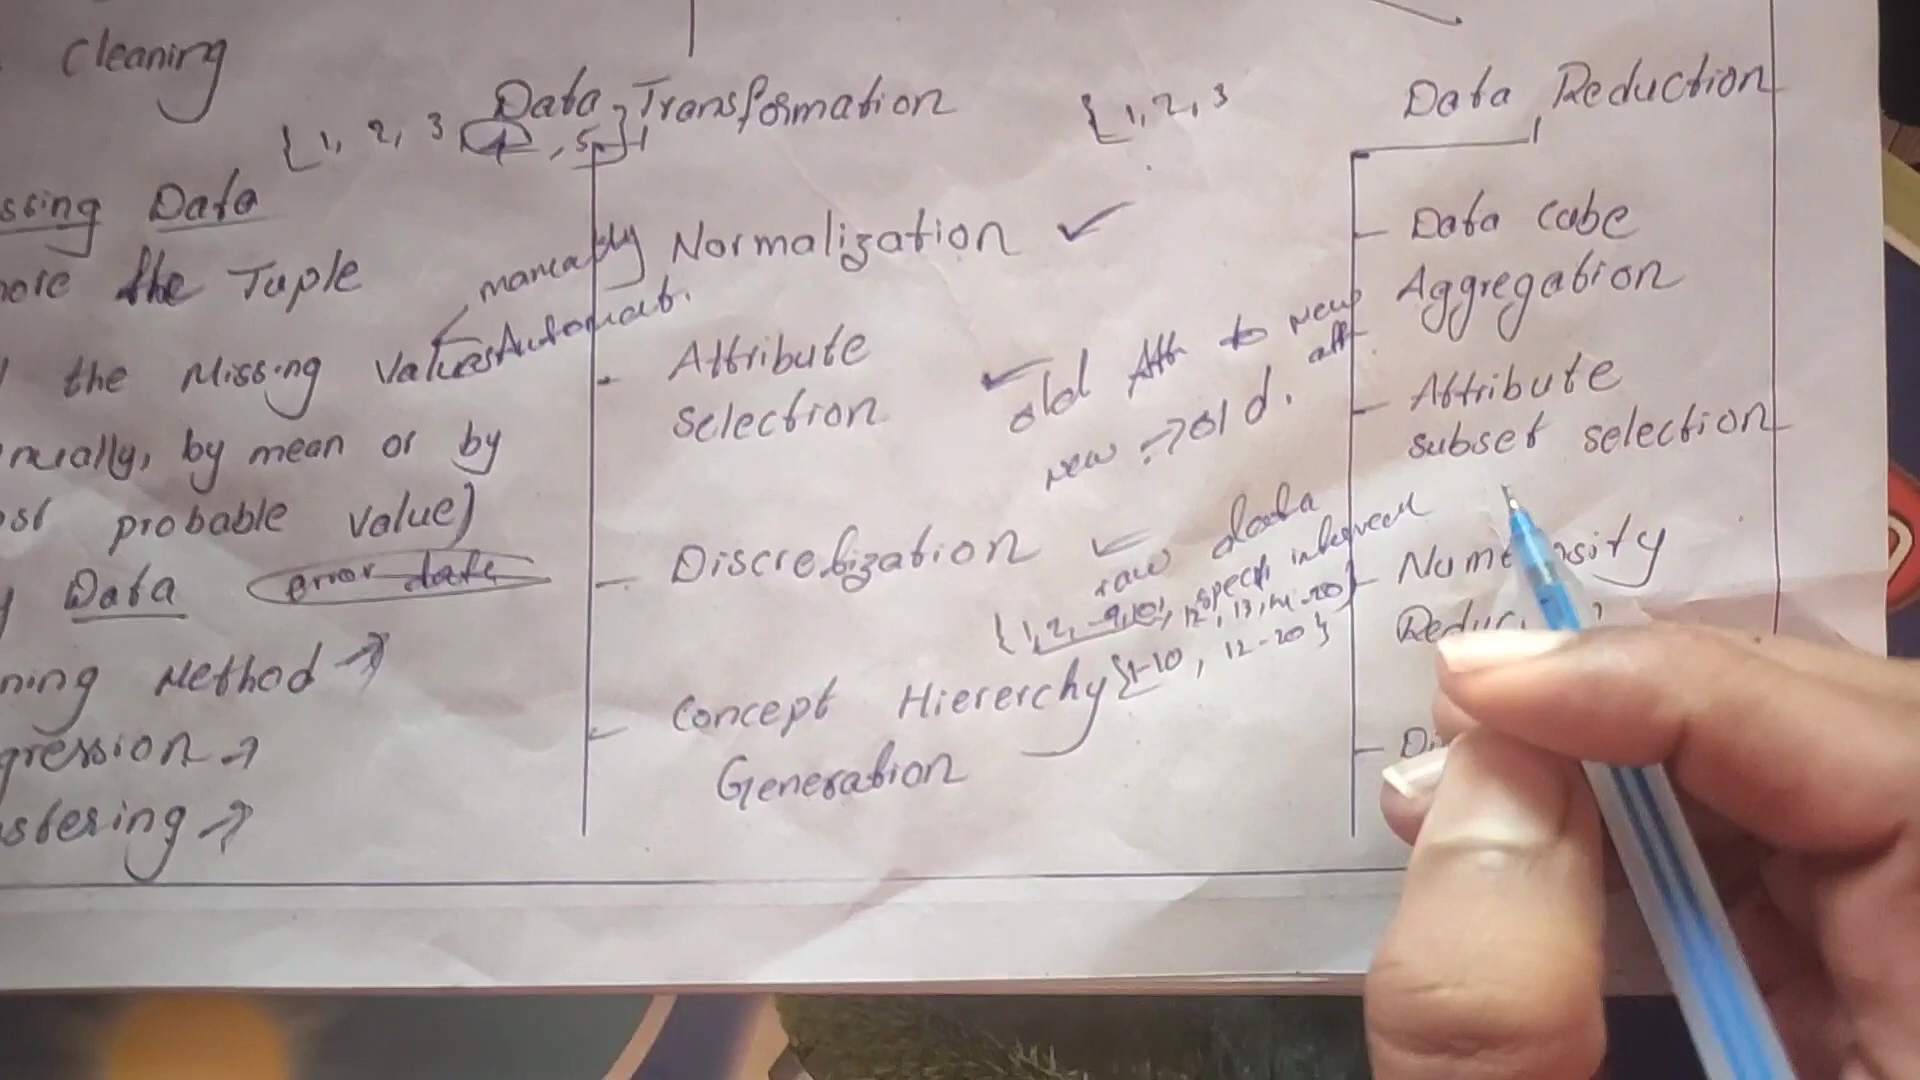 Cleaning
{1, 2, 3 4, 5}
ssing Data
nore the Tuple
the Missing Values
nually, by mean or by
ost probable value]
Data error data
ning Method →
gression →
stering →
Data Transformation
Normalization ✓
Automat.
Attribute
selection
✓ old Att to new att
new → old.
Discretization ✓
raw data
{1, 2, -9, 10, 12, 13, 14 -20}
{1-10, 12-20}
Concept Hiererchy
Generation
{1, 2, 3
Data Reduction
Data cube
Aggregation
Attribute
subset selection